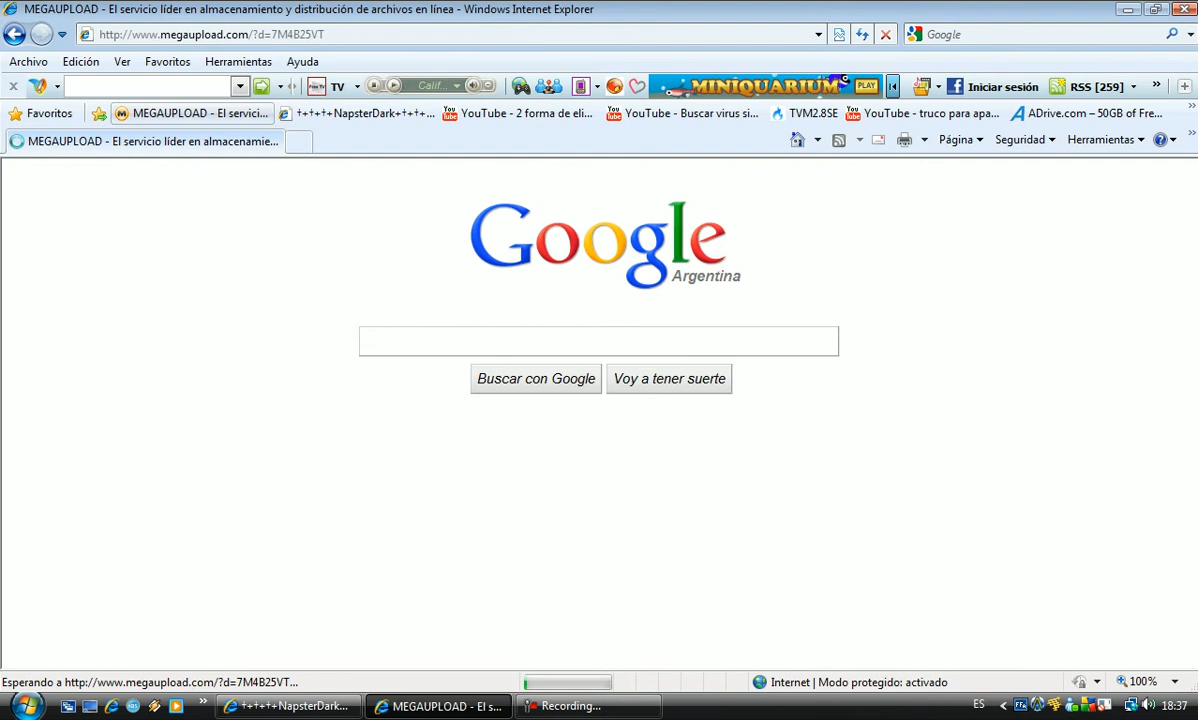 MEGAUPLOAD - El servicio líder en almacenamiento y distribución de archivos en línea - Windows Internet Explorer
http://www.megaupload.com/?d=7M4B25VT
Google
Archivo Edición Ver Favoritos Herramientas Ayuda
Free TV TV Calif... MINIQUARIUM PLAY Iniciar sesión RSS [259]
Favoritos MEGAUPLOAD - El servici... +++++NapsterDark+++... YouTube - 2 forma de eli... YouTube - Buscar virus si... TVM2.8SE YouTube - truco para apa... ADrive.com – 50GB of Fre...
MEGAUPLOAD - El servicio líder en almacenamie... Página Seguridad Herramientas
Google
Argentina
Buscar con Google Voy a tener suerte
Esperando a http://www.megaupload.com/?d=7M4B25VT... Internet | Modo protegido: activado 100%
+++++NapsterDark... MEGAUPLOAD - El s... Recording... ES 18:37